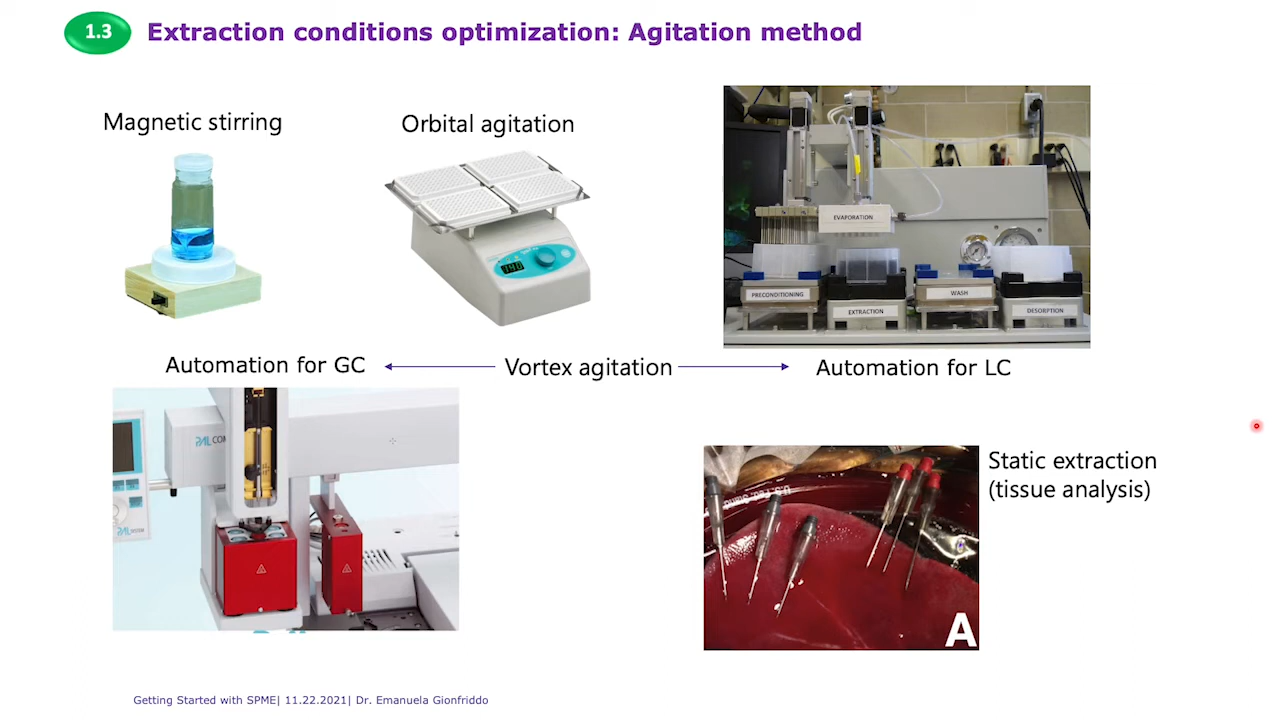 1.3 Extraction conditions optimization: Agitation method
Magnetic stirring
Orbital agitation
EVAPORATION
PRECONDITIONING
EXTRACTION
WASH
DESORPTION
Automation for GC
Vortex agitation
Automation for LC
PAL COM
Static extraction
(tissue analysis)
A
Getting Started with SPME| 11.22.2021| Dr. Emanuela Gionfriddo